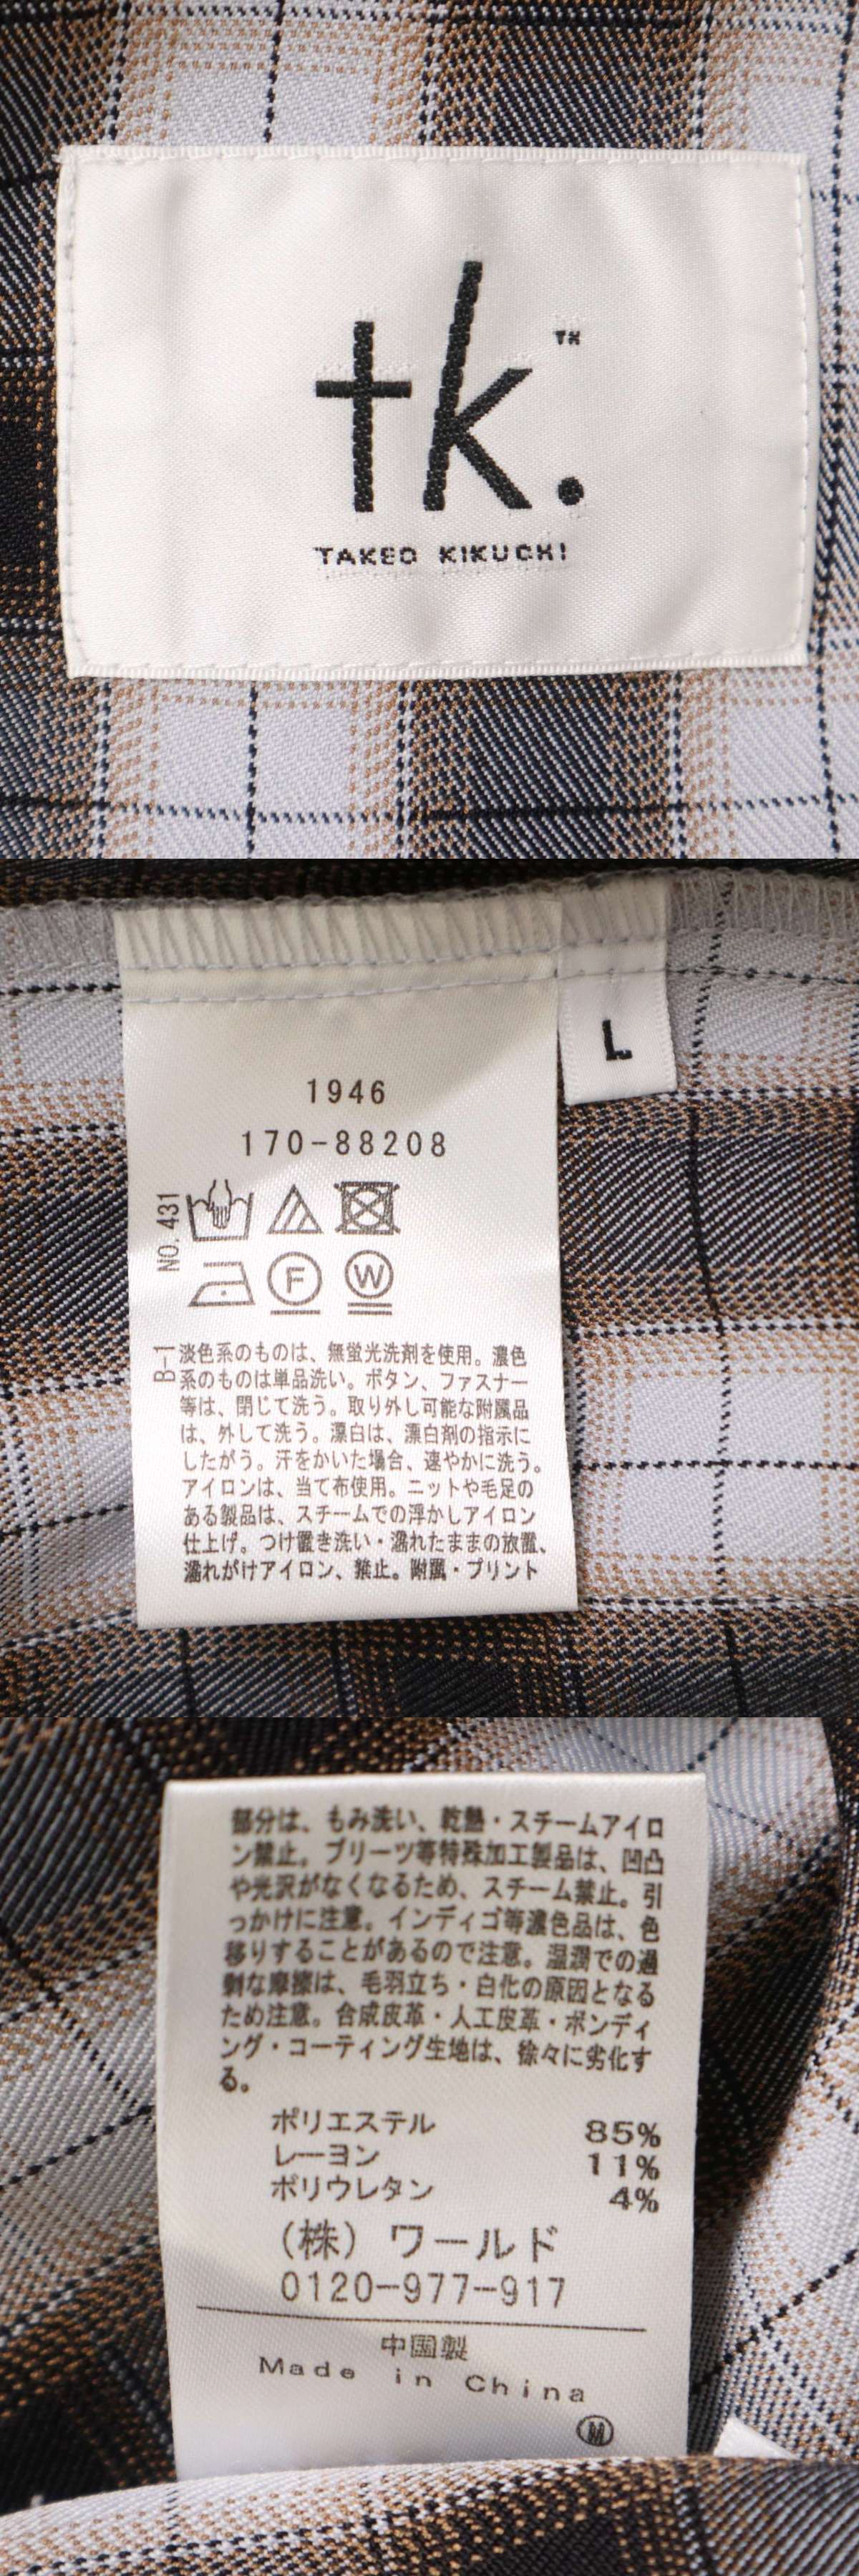 tk.
TM
TAKEO KIKUCHI
L
1946
170-88208
NO. 431
F
W
B-1
淡色系のものは、無蛍光洗剤を使用。濃色
系のものは単品洗い。ボタン、ファスナー
等は、閉じて洗う。取り外し可能な附属品
は、外して洗う。漂白は、漂白剤の指示に
したがう。汗をかいた場合、速やかに洗う。
アイロンは、当て布使用。ニットや毛足の
ある製品は、スチームでの浮かしアイロン
仕上げ。つけ置き洗い・濡れたままの放置、
濡れがけアイロン、禁止。附属・プリント
部分は、もみ洗い、乾熱・スチームアイロ
ン禁止。プリーツ等特殊加工製品は、凹凸
や光沢がなくなるため、スチーム禁止。引
っかけに注意。インディゴ等濃色品は、色
移りすることがあるので注意。湿潤での過
剰な摩擦は、毛羽立ち・白化の原因となる
ため注意。合成皮革・人工皮革・ボンディ
ング・コーティング生地は、徐々に劣化す
る。
ポリエステル 85%
レーヨン 11%
ポリウレタン 4%
(株) ワールド
0120-977-917
中国製
Made in China
M